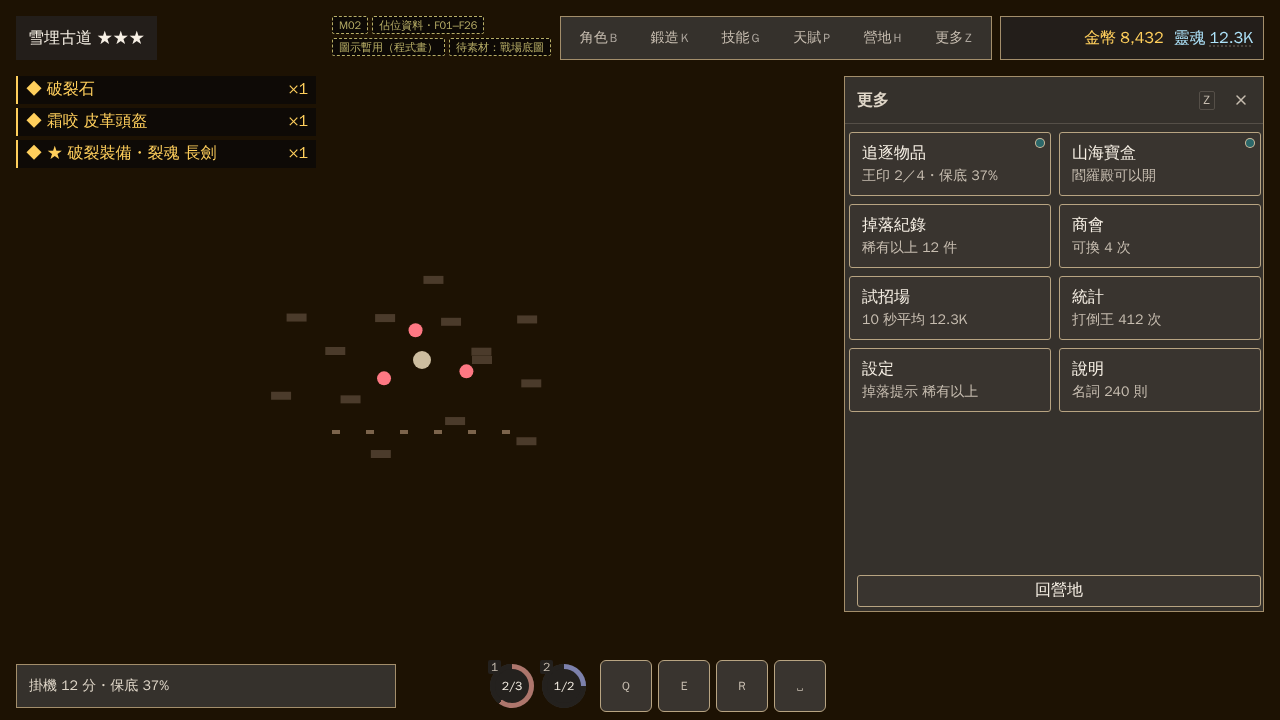 雪埋古道 ★★★
M02 佔位資料・F01–F26
圖示暫用（程式畫） 待素材：戰場底圖
角色B 鍛造K 技能G 天賦P 營地H 更多Z
金幣 8,432 靈魂 12.3K
◆ 破裂石 ×1
◆ 霜咬 皮革頭盔 ×1
◆ ★ 破裂裝備・裂魂 長劍 ×1
更多 Z ×
追逐物品
王印 2／4・保底 37%
山海寶盒
閻羅殿可以開
掉落紀錄
稀有以上 12 件
商會
可換 4 次
試招場
10 秒平均 12.3K
統計
打倒王 412 次
設定
掉落提示 稀有以上
說明
名詞 240 則
回營地
掛機 12 分・保底 37%
1 2/3
2 1/2
Q E R ⎵